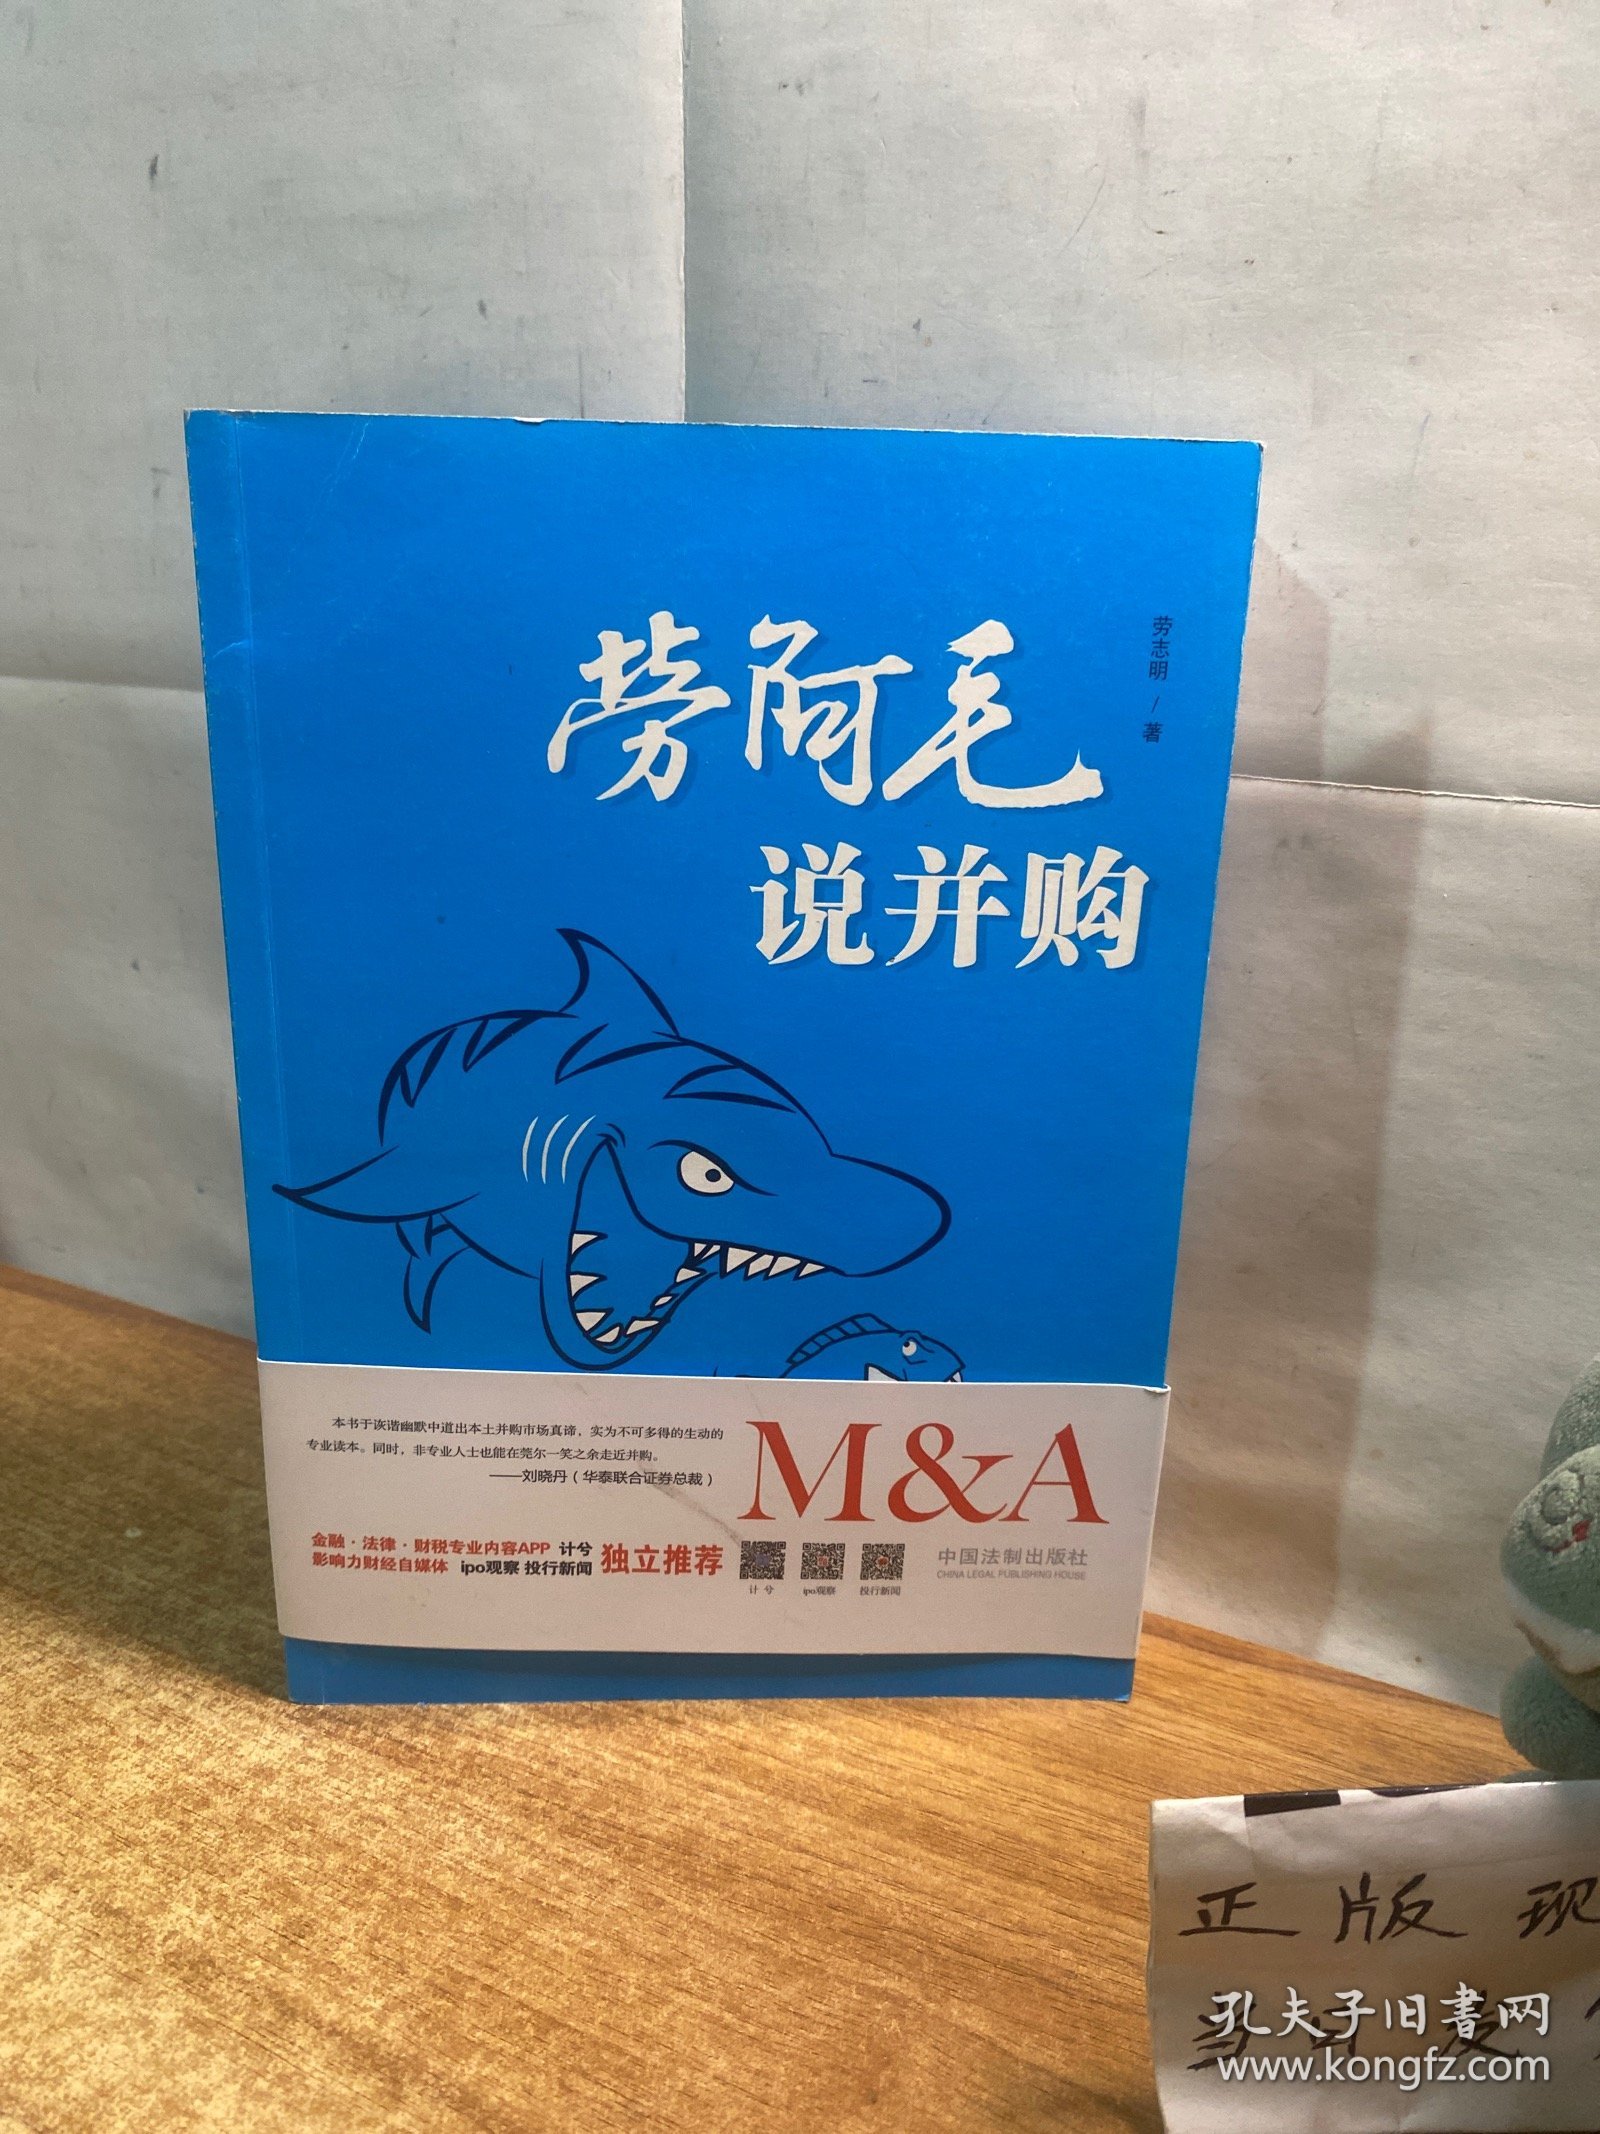 劳阿毛
说并购
劳志明/著
本书于诙谐幽默中道出本土并购市场真谛，实为不可多得的生动的
专业读本。同时，非专业人士也能在莞尔一笑之余走近并购。
——刘晓丹（华泰联合证券总裁）
M&A
金融·法律·财税专业内容APP 计兮
影响力财经自媒体 ipo观察 投行新闻
独立推荐
计兮
ipo观察
投行新闻
中国法制出版社
CHINA LEGAL PUBLISHING HOUSE
正版现
当
孔夫子旧書网
www.kongfz.com